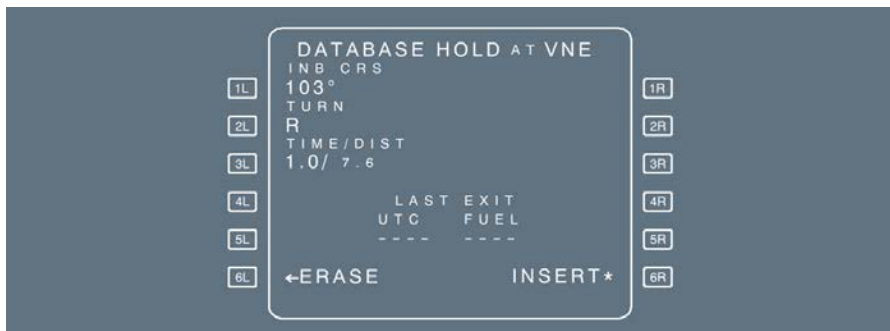 DATABASE HOLD AT VNE
INB CRS
1L 103° 1R
TURN
2L R 2R
TIME/DIST
3L 1.0/ 7.6 3R
4L LAST EXIT 4R
UTC FUEL
5L ---- ---- 5R
6L ←ERASE INSERT* 6R